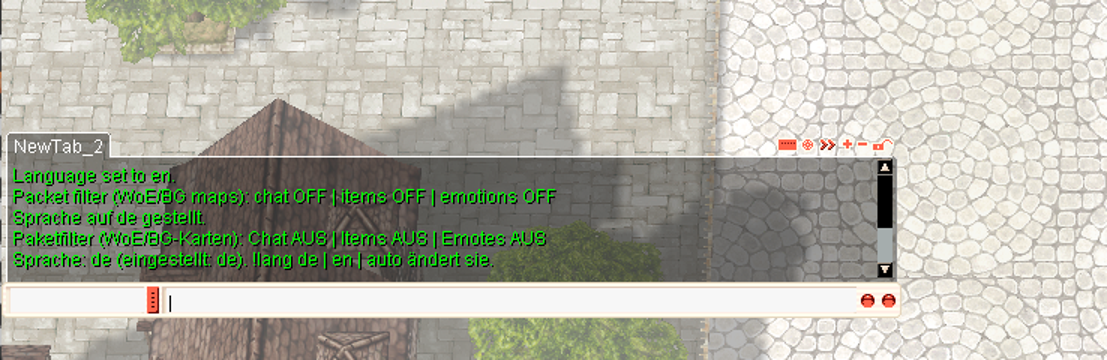 NewTab_2
Language set to en.
Packet filter (WoE/BG maps): chat OFF | items OFF | emotions OFF
Sprache auf de gestellt.
Paketfilter (WoE/BG-Karten): Chat AUS | Items AUS | Emotes AUS
Sprache: de (eingestellt: de). !lang de | en | auto ändert sie.